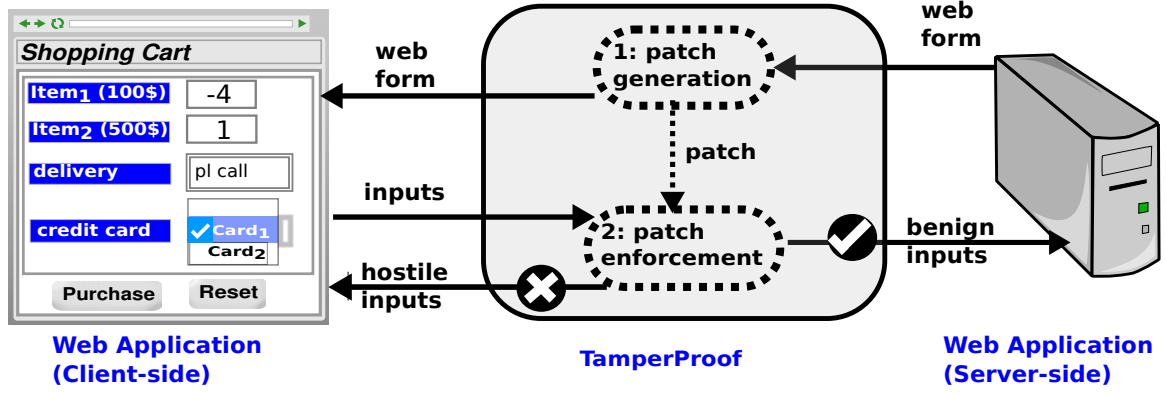 Shopping Cart
Item1 (100$)
-4
Item2 (500$)
1
delivery
pl call
credit card
Card1
Card2
Purchase
Reset
Web Application
(Client-side)
web
form
inputs
hostile
inputs
1: patch
generation
patch
2: patch
enforcement
TamperProof
web
form
benign
inputs
Web Application
(Server-side)